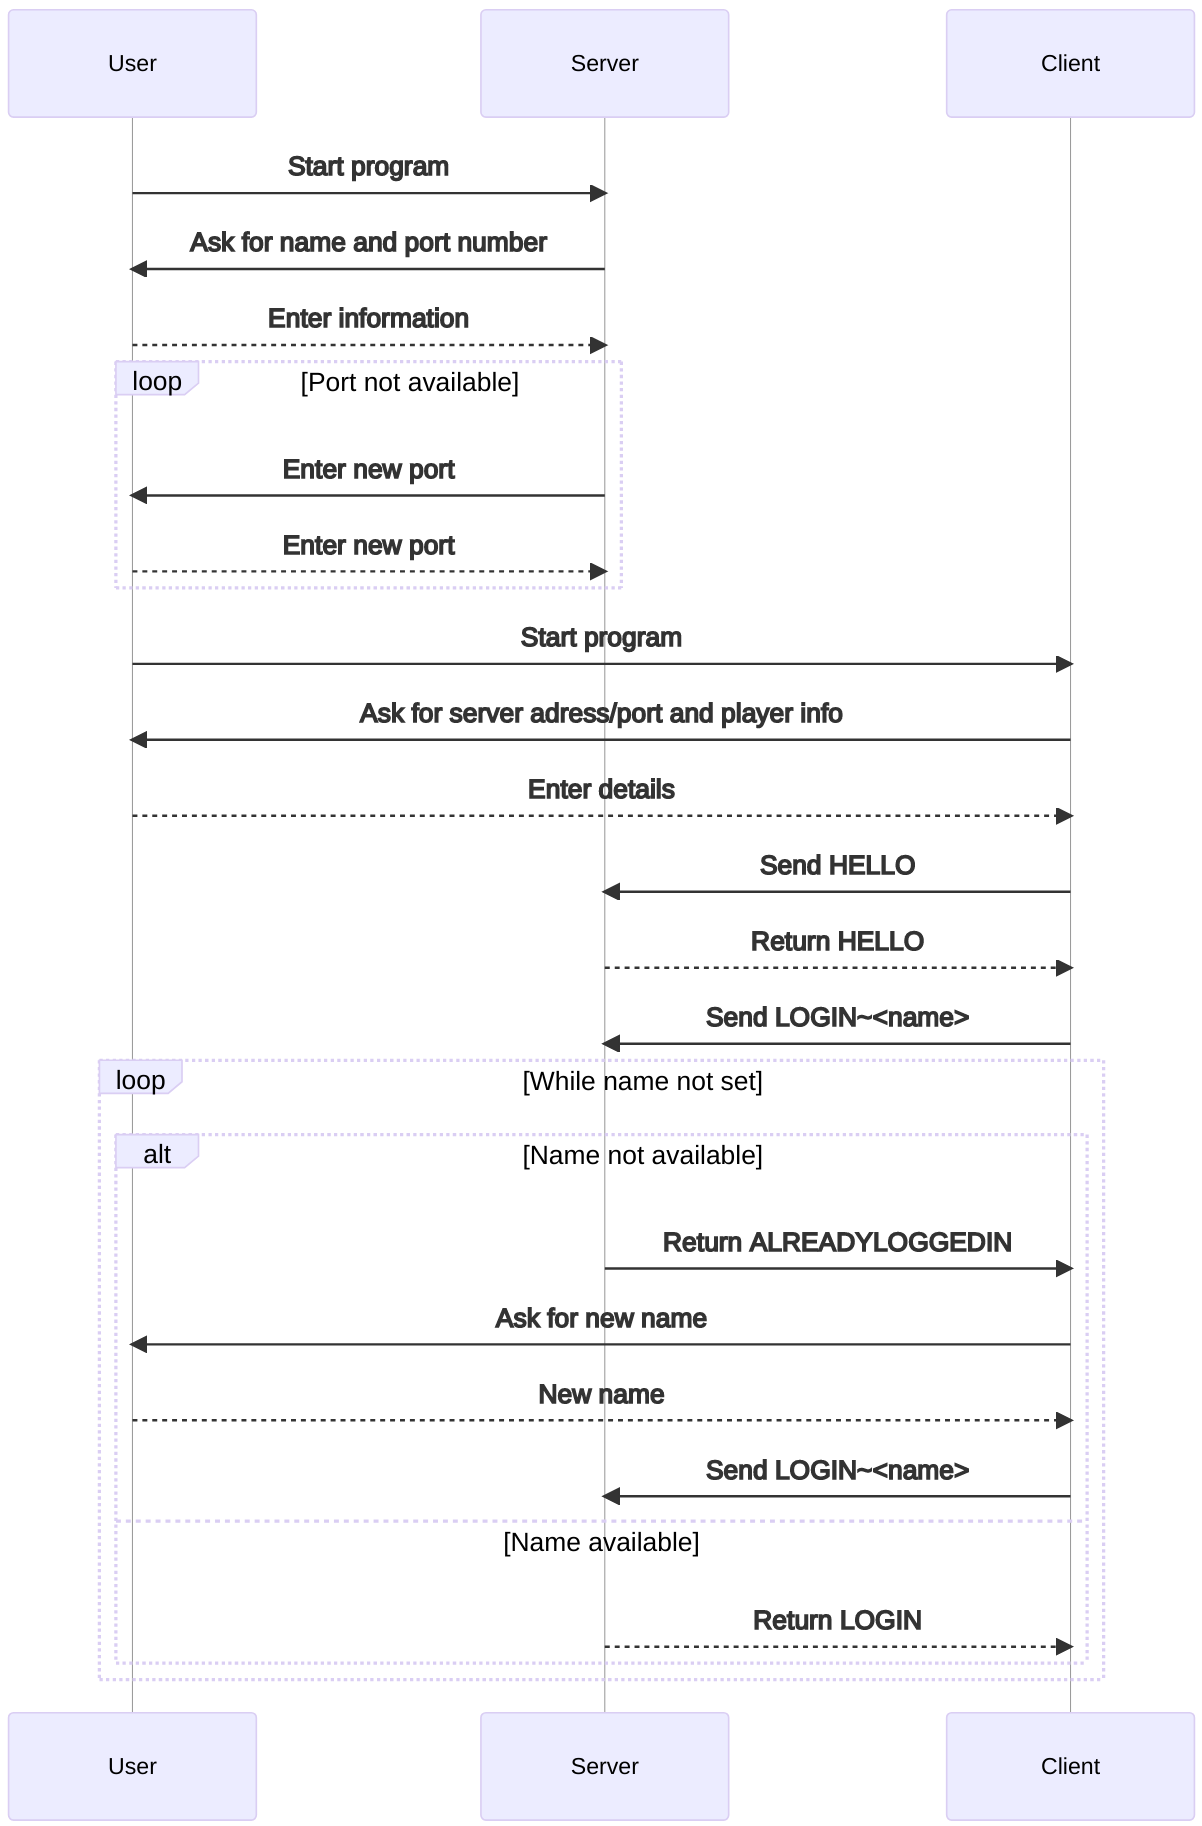 User
Server
Client
Start program
Ask for name and port number
Enter information
loop
[Port not available]
Enter new port
Enter new port
Start program
Ask for server adress/port and player info
Enter details
Send HELLO
Return HELLO
Send LOGIN~<name>
loop
[While name not set]
alt
[Name not available]
Return ALREADYLOGGEDIN
Ask for new name
New name
Send LOGIN~<name>
[Name available]
Return LOGIN
User
Server
Client